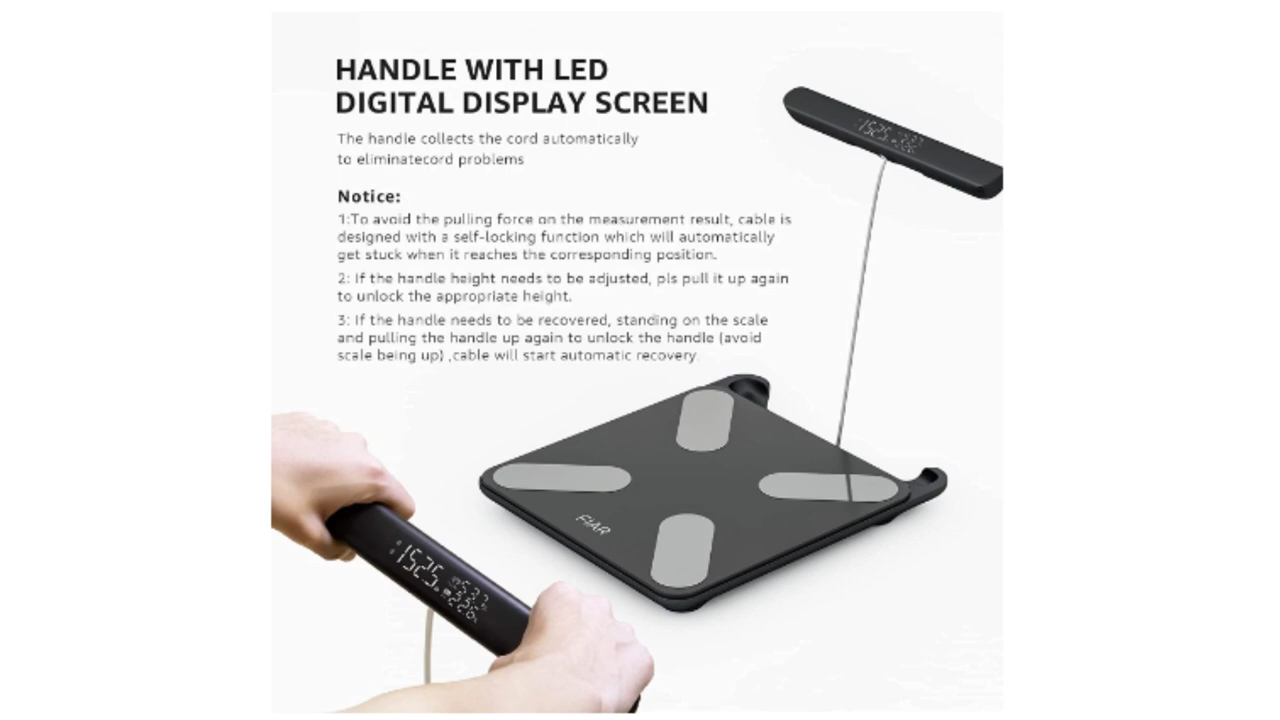 HANDLE WITH LED
DIGITAL DISPLAY SCREEN
The handle collects the cord automatically
to eliminatecord problems
Notice:
1:To avoid the pulling force on the measurement result, cable is
designed with a self-locking function which will automatically
get stuck when it reaches the corresponding position.
2: If the handle height needs to be adjusted, pls pull it up again
to unlock the appropriate height.
3: If the handle needs to be recovered, standing on the scale
and pulling the handle up again to unlock the handle (avoid
scale being up) ,cable will start automatic recovery.
152.5
FIAR
152.5